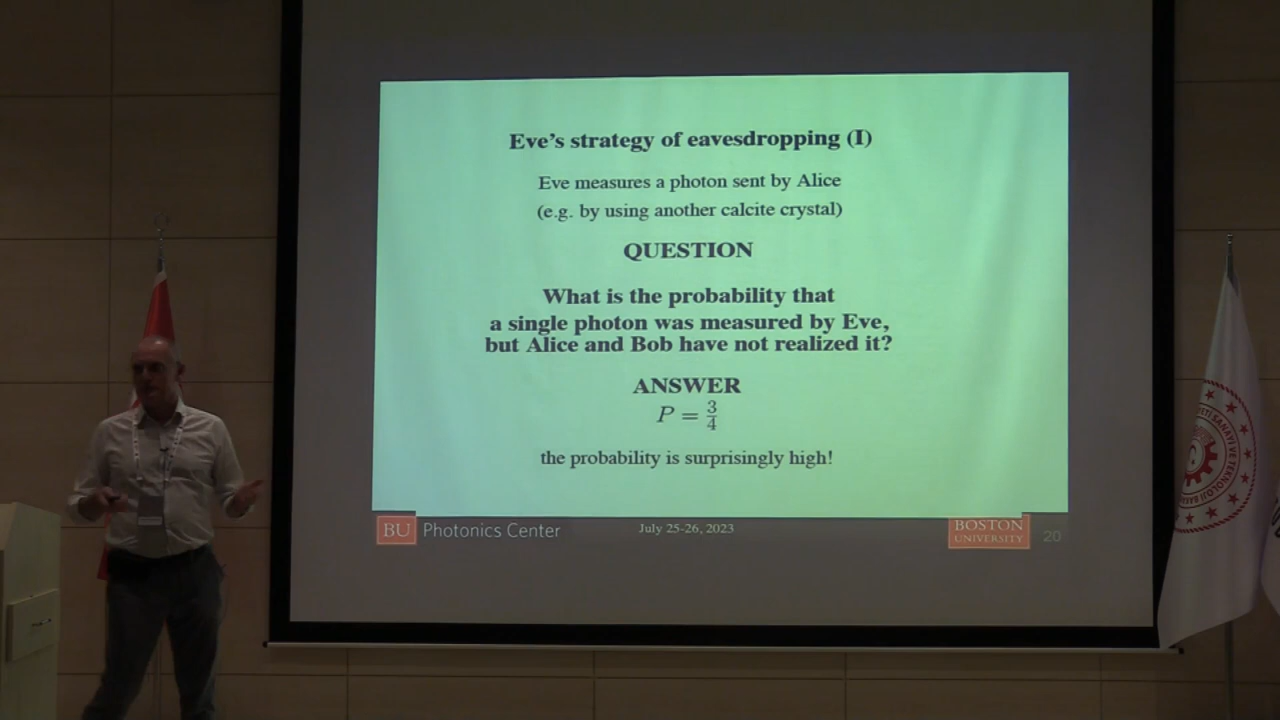 Eve's strategy of eavesdropping (I)
Eve measures a photon sent by Alice
(e.g. by using another calcite crystal)
QUESTION
What is the probability that
a single photon was measured by Eve,
but Alice and Bob have not realized it?
ANSWER
P = 3/4
the probability is surprisingly high!
BU Photonics Center
July 25-26, 2023
BOSTON
UNIVERSITY
20